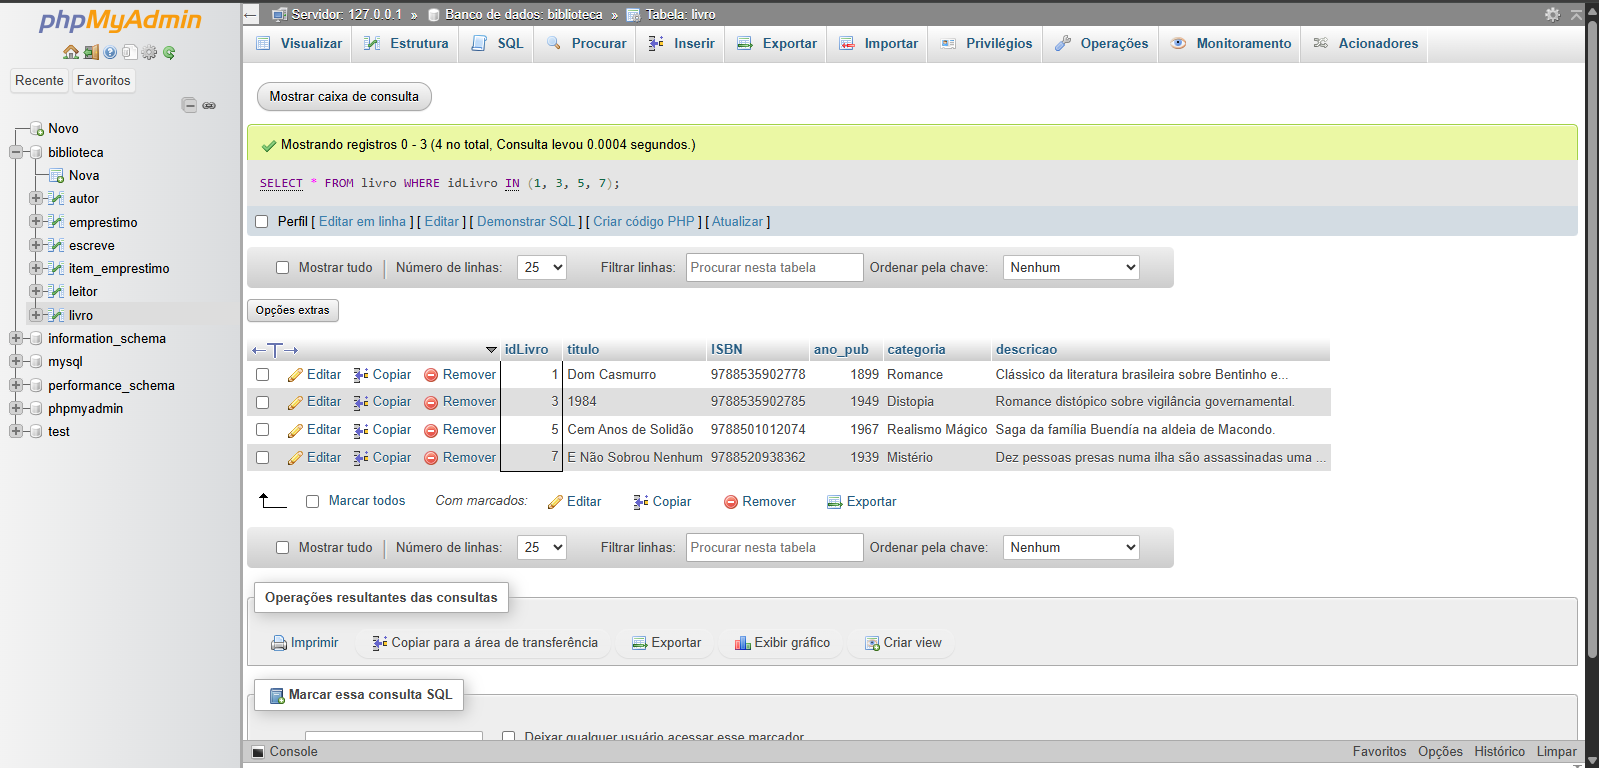 phpMyAdmin
Recente Favoritos
Novo
biblioteca
Nova
autor
emprestimo
escreve
item_emprestimo
leitor
livro
information_schema
mysql
performance_schema
phpmyadmin
test
Servidor: 127.0.0.1 » Banco de dados: biblioteca » Tabela: livro
Visualizar Estrutura SQL Procurar Inserir Exportar Importar Privilégios Operações Monitoramento Acionadores
Mostrar caixa de consulta
Mostrando registros 0 - 3 (4 no total, Consulta levou 0.0004 segundos.)
SELECT * FROM livro WHERE idLivro IN (1, 3, 5, 7);
Perfil [ Editar em linha ] [ Editar ] [ Demonstrar SQL ] [ Criar código PHP ] [ Atualizar ]
Mostrar tudo Número de linhas: 25 Filtrar linhas: Procurar nesta tabela Ordenar pela chave: Nenhum
Opções extras
idLivro titulo ISBN ano_pub categoria descricao
Editar Copiar Remover 1 Dom Casmurro 9788535902778 1899 Romance Clássico da literatura brasileira sobre Bentinho e...
Editar Copiar Remover 3 1984 9788535902785 1949 Distopia Romance distópico sobre vigilância governamental.
Editar Copiar Remover 5 Cem Anos de Solidão 9788501012074 1967 Realismo Mágico Saga da família Buendía na aldeia de Macondo.
Editar Copiar Remover 7 E Não Sobrou Nenhum 9788520938362 1939 Mistério Dez pessoas presas numa ilha são assassinadas uma ...
Marcar todos Com marcados: Editar Copiar Remover Exportar
Mostrar tudo Número de linhas: 25 Filtrar linhas: Procurar nesta tabela Ordenar pela chave: Nenhum
Operações resultantes das consultas
Imprimir Copiar para a área de transferência Exportar Exibir gráfico Criar view
Marcar essa consulta SQL
Deixar qualquer usuário acessar esse marcador
Console Favoritos Opções Histórico Limpar